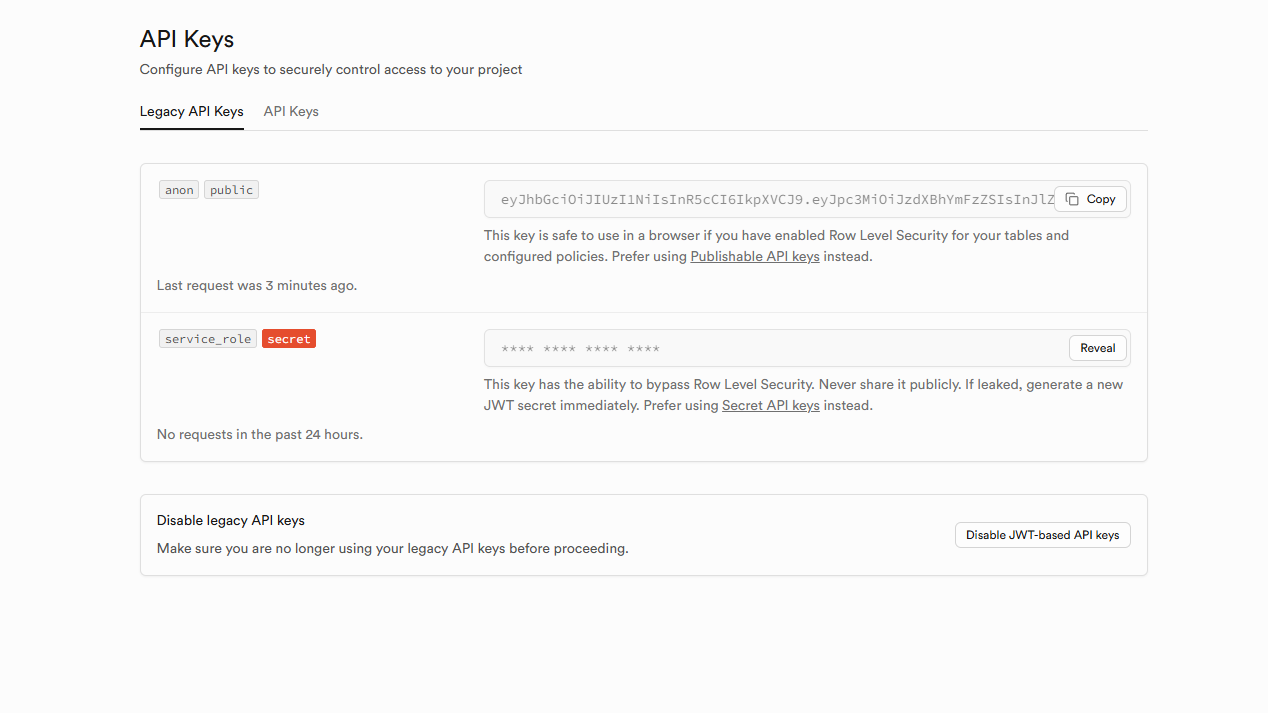 API Keys
Configure API keys to securely control access to your project
Legacy API Keys API Keys
anon public
eyJhbGciOiJIUzI1NiIsInR5cCI6IkpXVCJ9.eyJpc3MiOiJzdXBhYmFzZSIsInJlZ Copy
This key is safe to use in a browser if you have enabled Row Level Security for your tables and
configured policies. Prefer using Publishable API keys instead.
Last request was 3 minutes ago.
service_role secret
**** **** **** **** Reveal
This key has the ability to bypass Row Level Security. Never share it publicly. If leaked, generate a new
JWT secret immediately. Prefer using Secret API keys instead.
No requests in the past 24 hours.
Disable legacy API keys
Make sure you are no longer using your legacy API keys before proceeding.
Disable JWT-based API keys